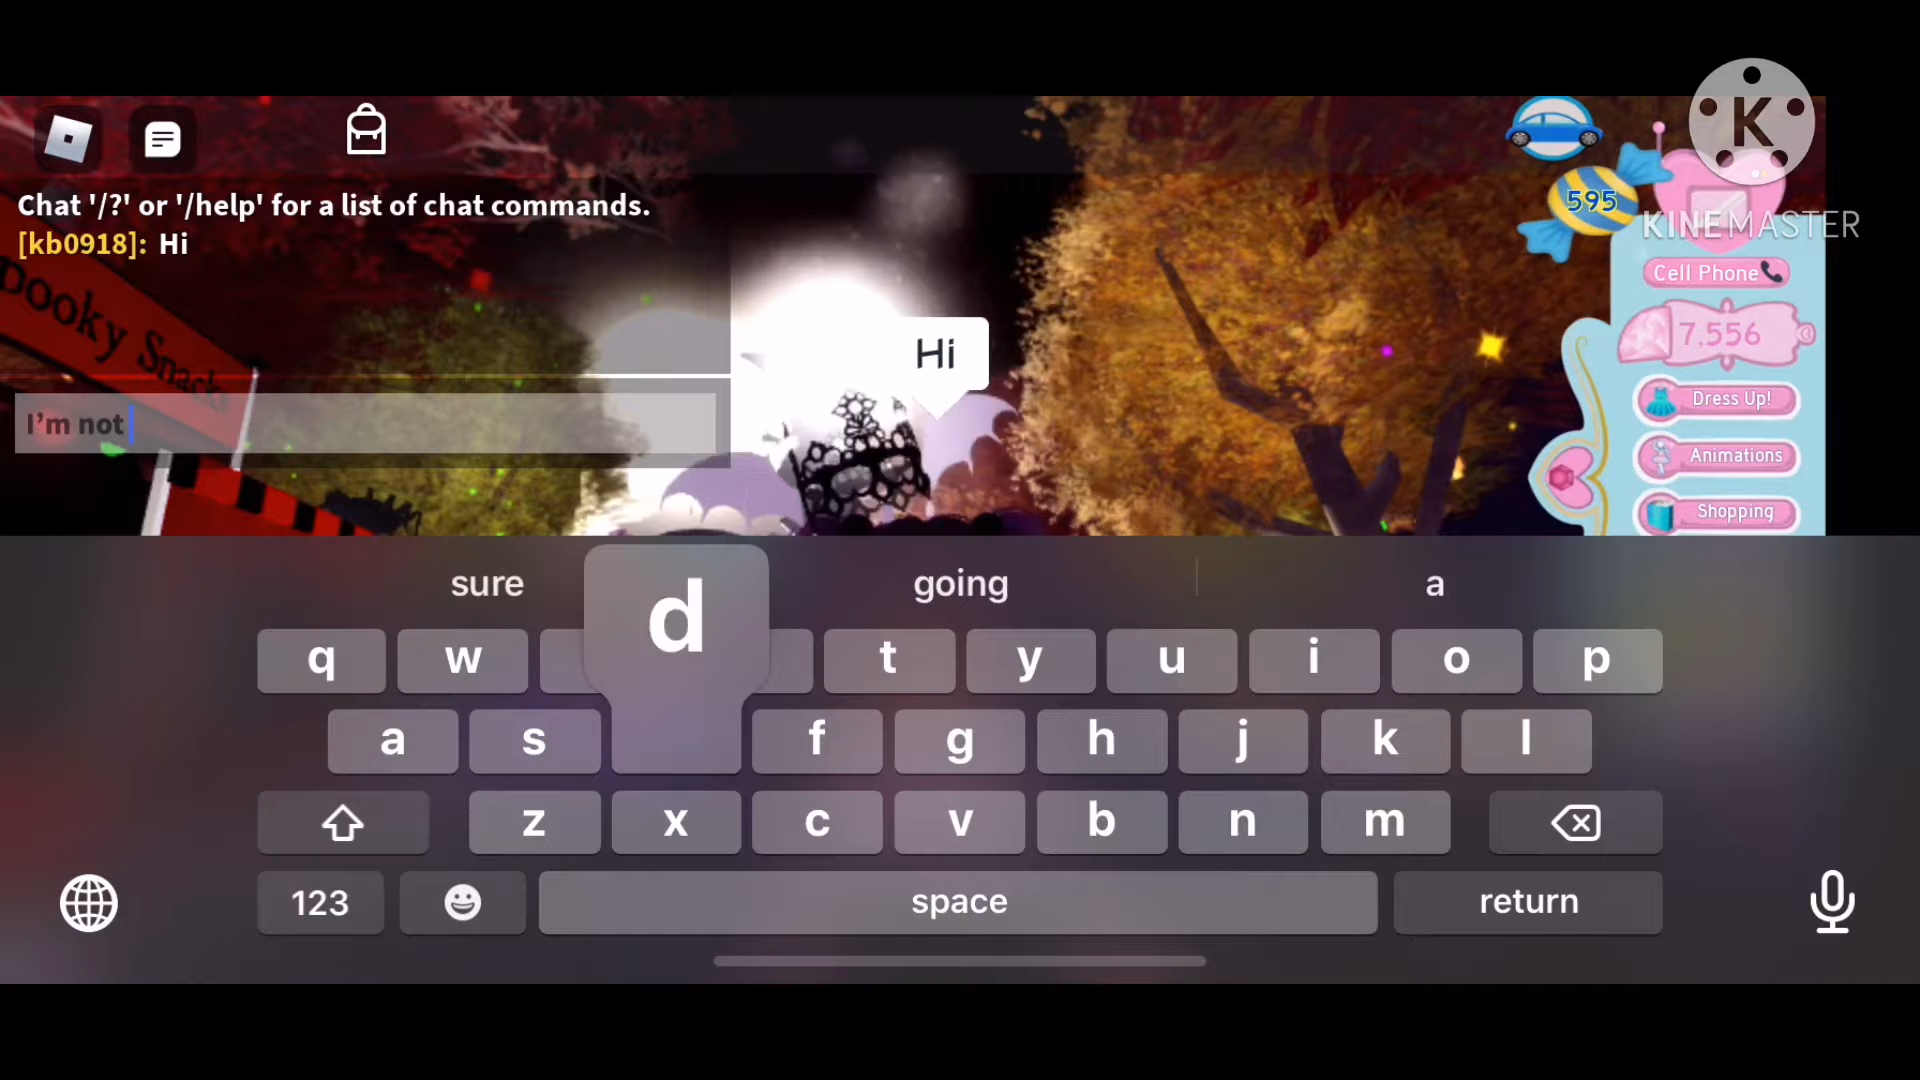 Chat '/?' or '/help' for a list of chat commands.
[kb0918]: Hi
ooky Snacks
Hi
I'm not
595
K
KINEMASTER
Cell Phone
7,556
Dress Up!
Animations
Shopping
sure going a
d
q w t y u i o p
a s f g h j k l
z x c v b n m
123 space return